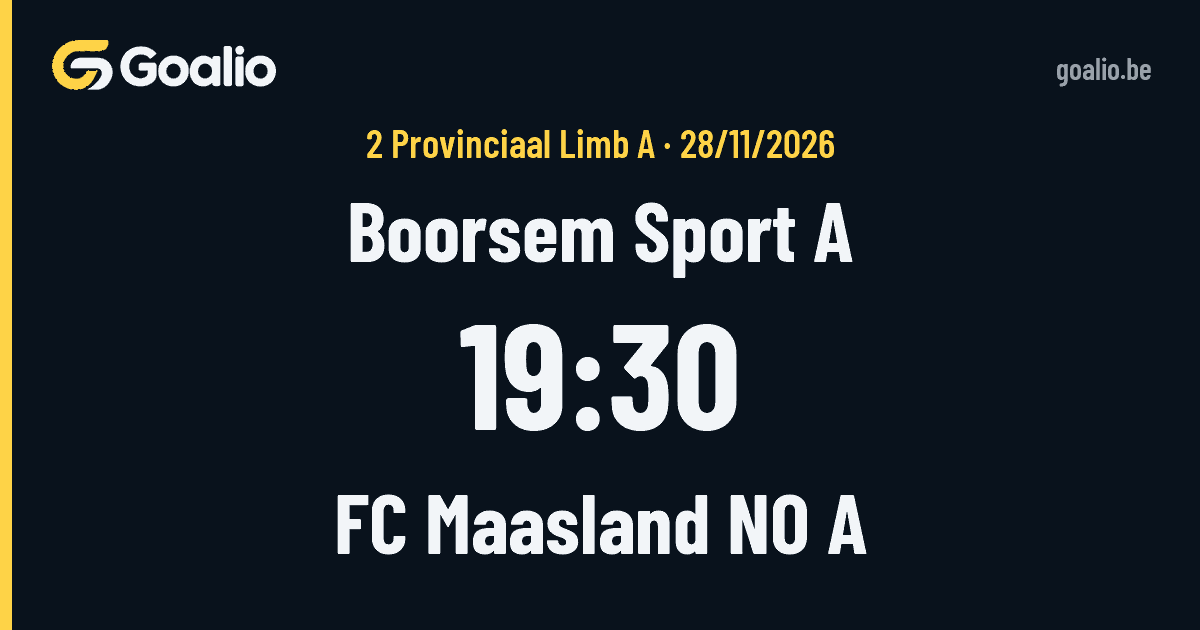 Goalio
goalio.be
2 Provinciaal Limb A · 28/11/2026
Boorsem Sport A
19:30
FC Maasland NO A